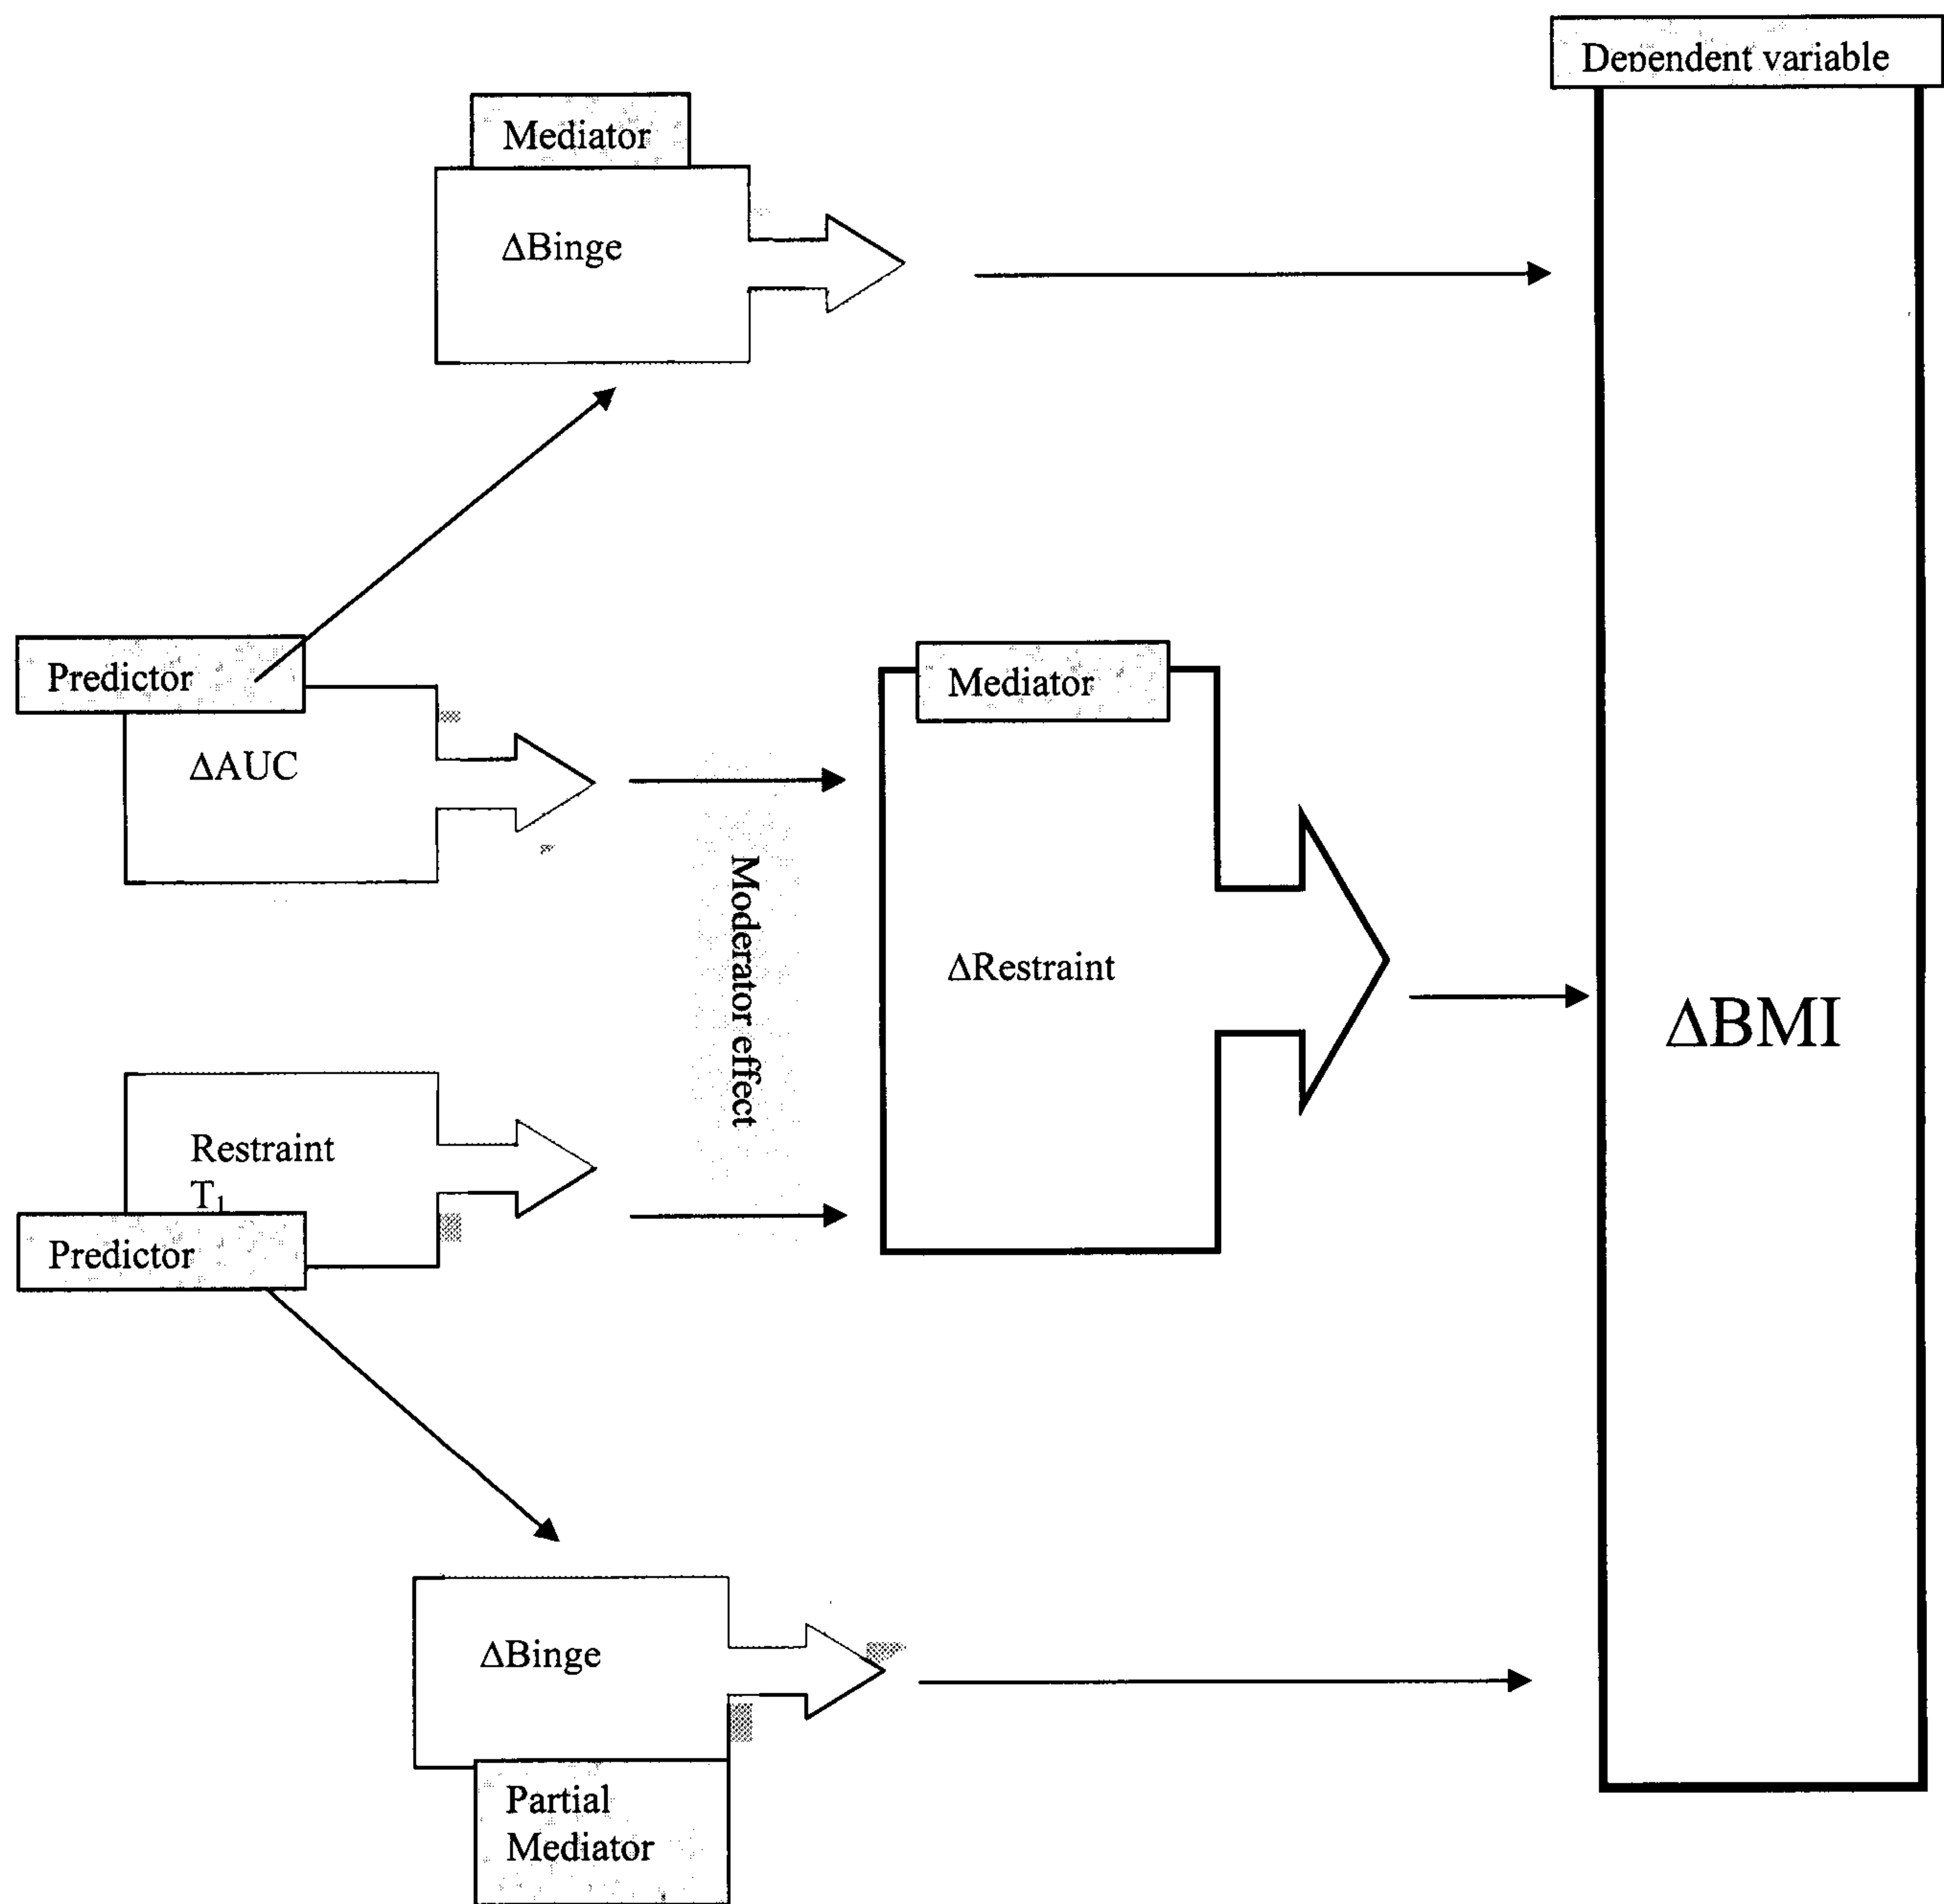 Dependent variable
Mediator
ΔBinge
Predictor
ΔAUC
Mediator
Moderator effect
ΔRestraint
ΔBMI
Restraint
T₁
Predictor
ΔBinge
Partial
Mediator